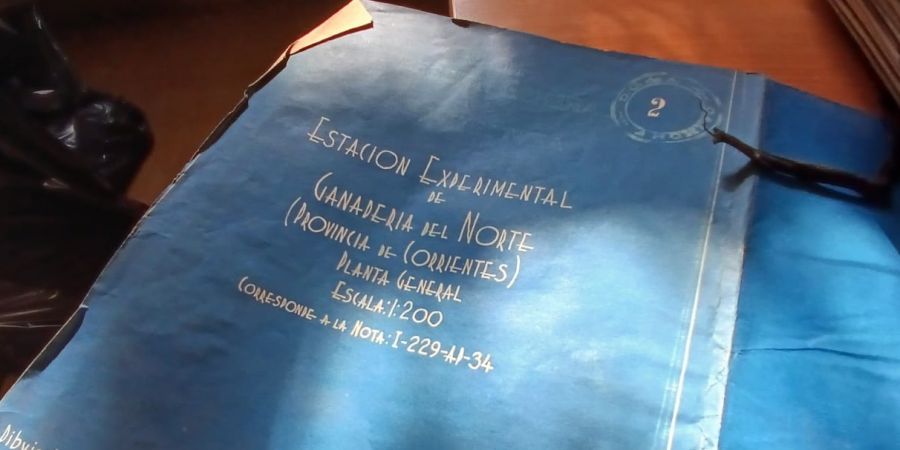 2
ESTACION EXPERIMENTAL
DE
GANADERIA DEL NORTE
(PROVINCIA DE CORRIENTES)
PLANTA GENERAL
ESCALA:1:200
CORRESPONDE A LA NOTA: I-229-AP-34